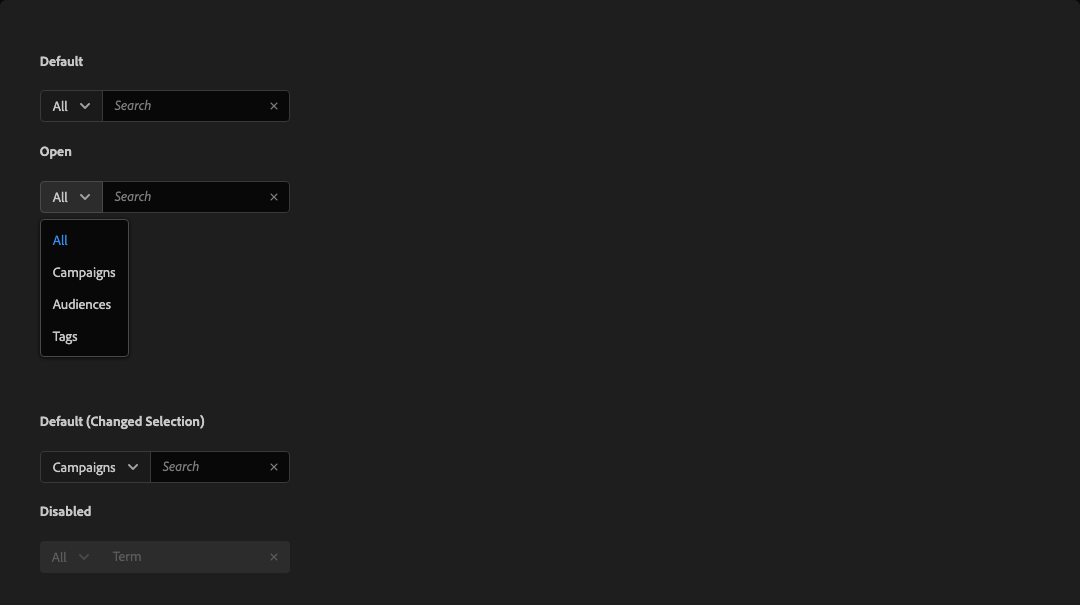 Default
All Search
Open
All Search
All
Campaigns
Audiences
Tags
Default (Changed Selection)
Campaigns Search
Disabled
All Term